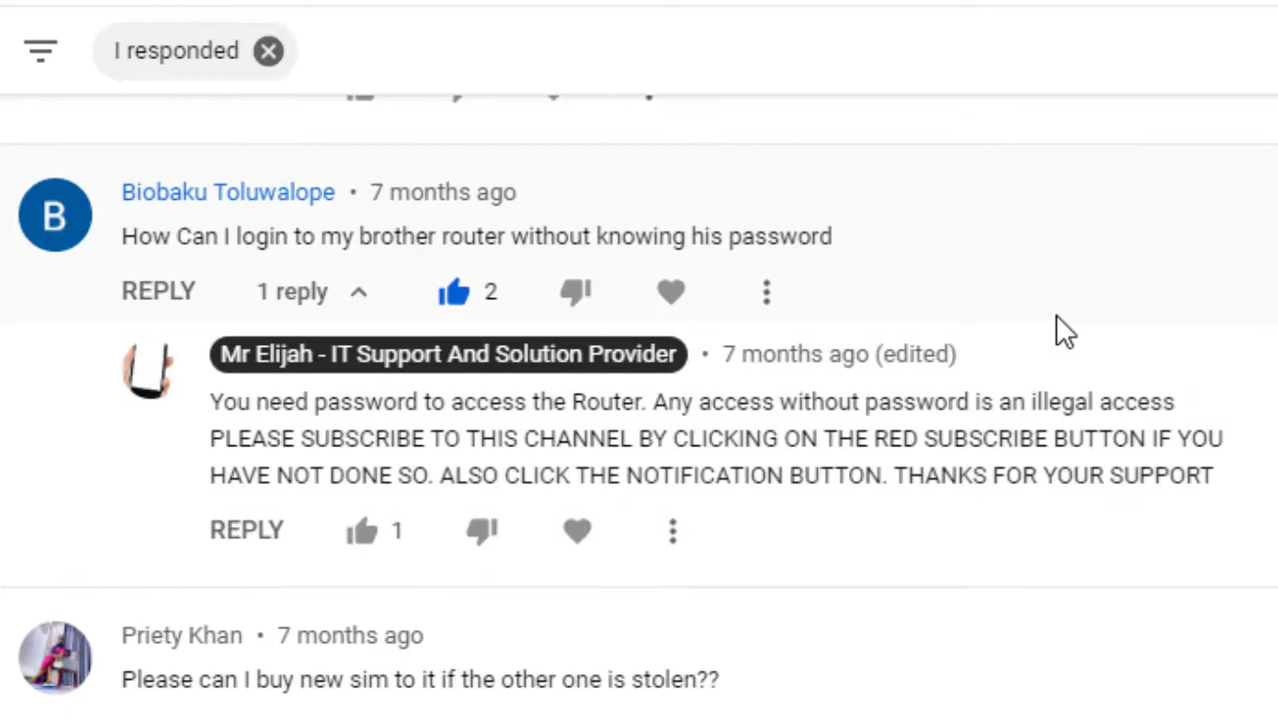 I responded
B
Biobaku Toluwalope • 7 months ago
How Can I login to my brother router without knowing his password
REPLY 1 reply 2
Mr Elijah - IT Support And Solution Provider • 7 months ago (edited)
You need password to access the Router. Any access without password is an illegal access
PLEASE SUBSCRIBE TO THIS CHANNEL BY CLICKING ON THE RED SUBSCRIBE BUTTON IF YOU
HAVE NOT DONE SO. ALSO CLICK THE NOTIFICATION BUTTON. THANKS FOR YOUR SUPPORT
REPLY 1
Priety Khan • 7 months ago
Please can I buy new sim to it if the other one is stolen??